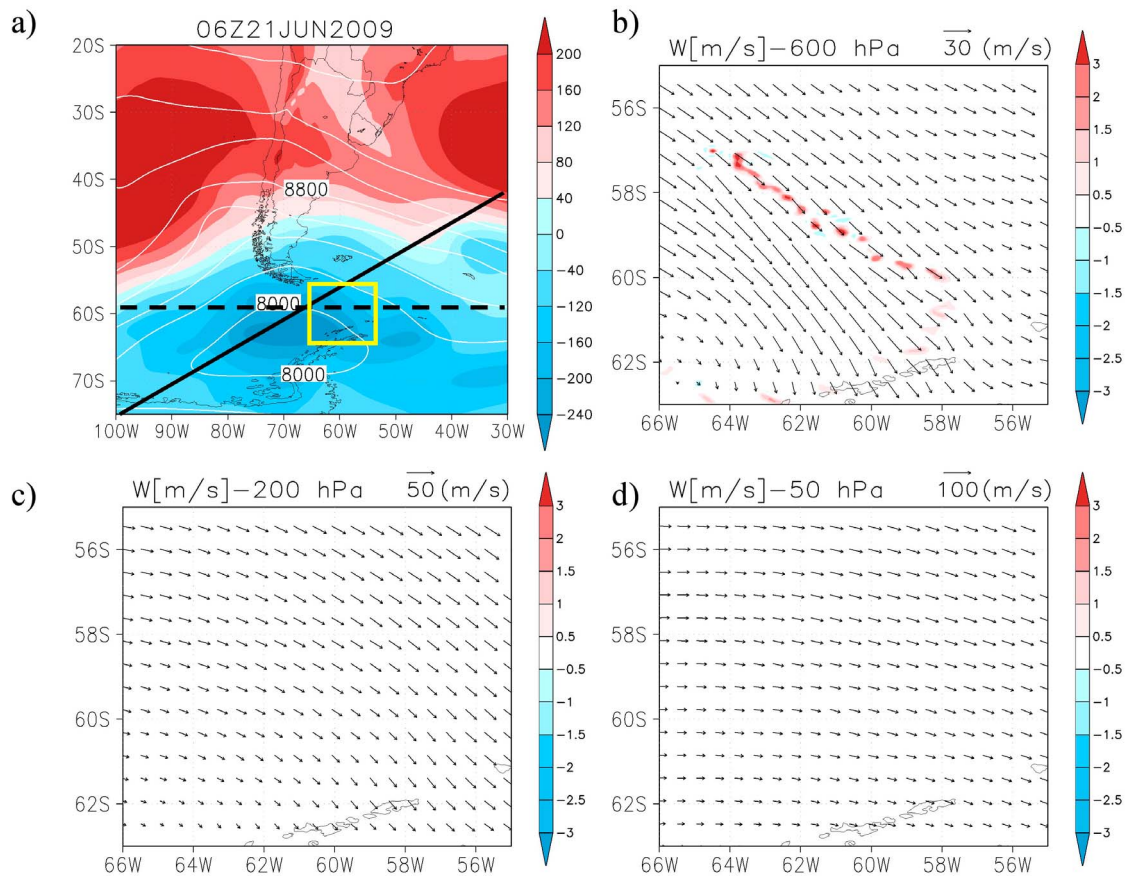 a)
06Z21JUN2009
20S
30S
40S
50S
60S
70S
100W 90W 80W 70W 60W 50W 40W 30W
8800
8000
8000
200
160
120
80
40
0
-40
-120
-160
-200
-240
b)
W[m/s]-600 hPa 30 (m/s)
56S
58S
60S
62S
66W 64W 62W 60W 58W 56W
3
2
1.5
1
0.5
-0.5
-1
-1.5
-2
-2.5
-3
c)
W[m/s]-200 hPa 50(m/s)
56S
58S
60S
62S
66W 64W 62W 60W 58W 56W
3
2
1.5
1
0.5
-0.5
-1
-1.5
-2
-2.5
-3
d)
W[m/s]-50 hPa 100(m/s)
56S
58S
60S
62S
66W 64W 62W 60W 58W 56W
3
2
1.5
1
0.5
-0.5
-1
-1.5
-2
-2.5
-3